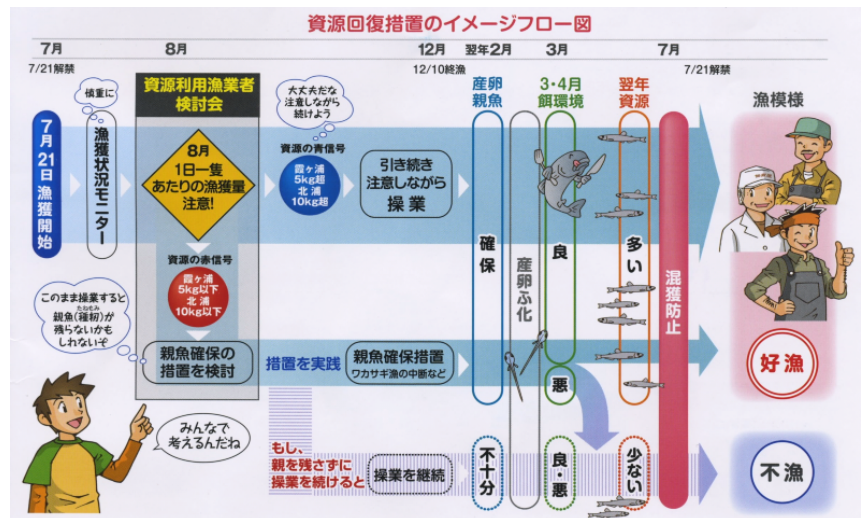 資源回復措置のイメージフロー図
7月
8月
12月
翌年2月
3月
7月
7/21解禁
12/10終漁
7/21解禁
慎重に
資源利用漁業者
検討会
大丈夫だな
注意しながら
続けよう
産卵
親魚
3・4月
餌環境
翌年
資源
漁模様
7月21日漁獲開始
漁獲状況モニター
8月
1日一隻
あたりの漁獲量
注意!
資源の青信号
霞ヶ浦
5kg超
北浦
10kg超
引き続き
注意しながら
操業
確保
産卵ふ化
良
多い
混獲防止
資源の赤信号
霞ヶ浦
5kg以下
北浦
10kg以下
このまま操業すると
たねもみ
親魚(種籾)が
残らないかも
しれないぞ
親魚確保の
措置を検討
措置を実践
親魚確保措置
ワカサギ漁の中断など
悪
好漁
みんなで
考えるんだね
もし、
親を残さずに
操業を続けると
操業を継続
不十分
良・悪
少ない
不漁